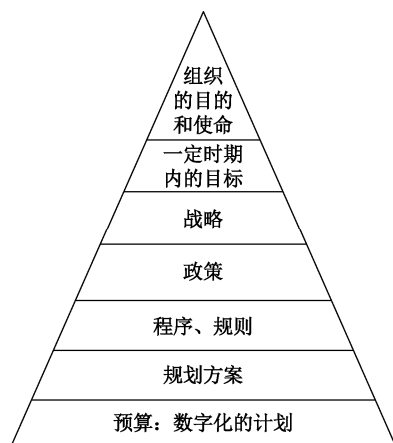 组织
的目的
和使命
一定时期
内的目标
战略
政策
程序、规则
规划方案
预算：数字化的计划